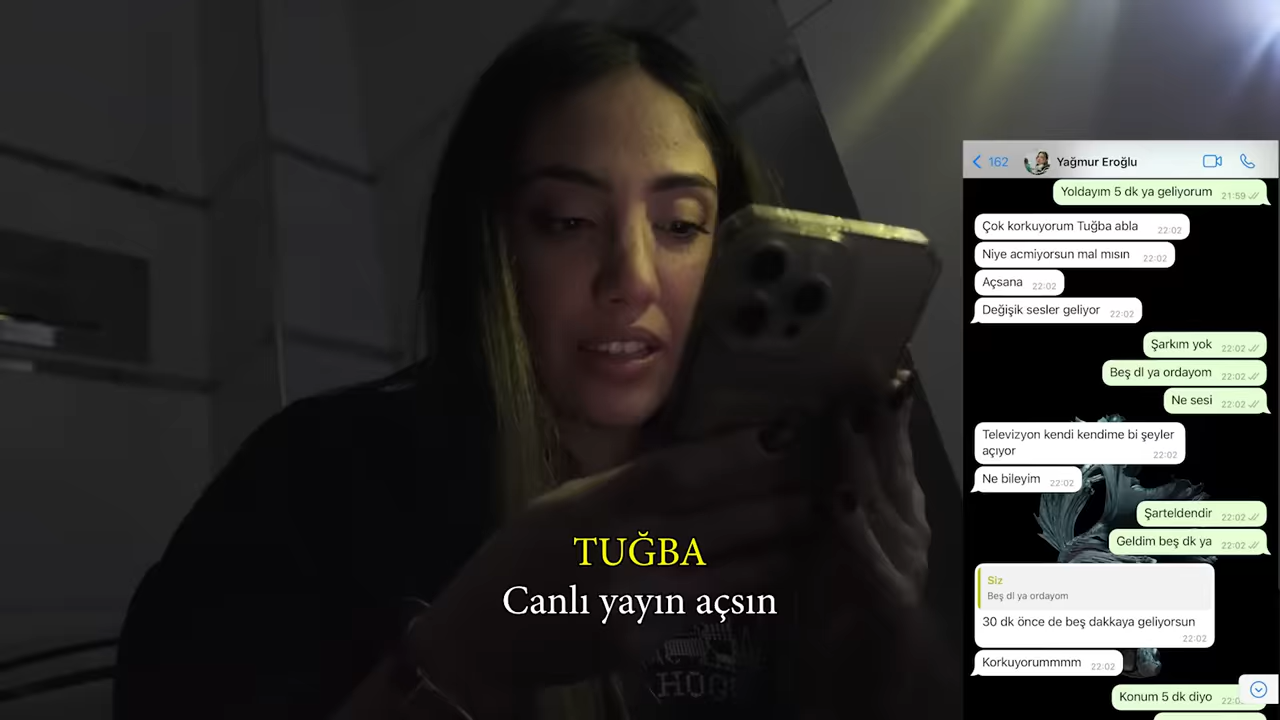 162
Yağmur Eroğlu
Yoldayım 5 dk ya geliyorum 21:59
Çok korkuyorum Tuğba abla 22:02
Niye acmiyorsun mal mısın 22:02
Açsana 22:02
Değişik sesler geliyor 22:02
Şarkım yok 22:02
Beş dl ya ordayom 22:02
Ne sesi 22:02
Televizyon kendi kendime bi şeyler
açıyor 22:02
Ne bileyim 22:02
Şarteldendir 22:02
Geldim beş dk ya 22:02
Siz
Beş dl ya ordayom
30 dk önce de beş dakkaya geliyorsun
22:02
Korkuyorummmm 22:02
Konum 5 dk diyo
TUĞBA
Canlı yayın açsın